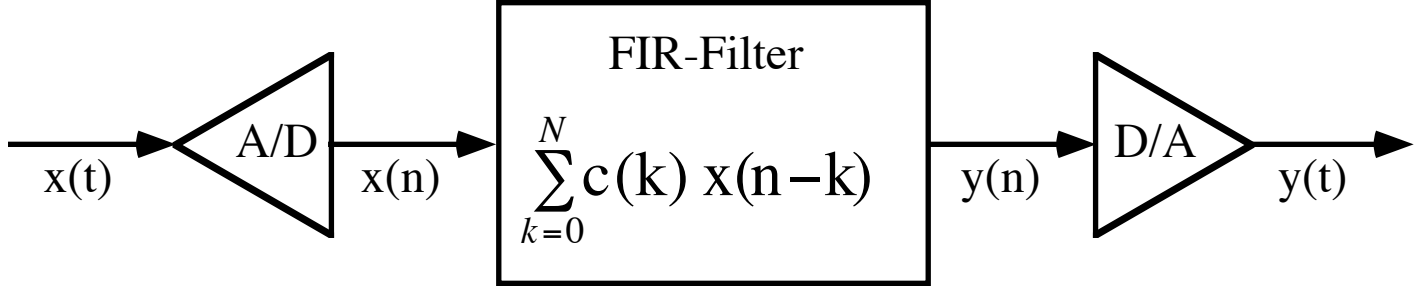 FIR-Filter
A/D
N
∑ c(k) x(n−k)
k=0
D/A
x(t)
x(n)
y(n)
y(t)